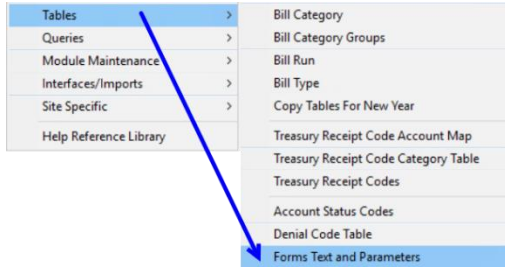 Tables
Queries
Module Maintenance
Interfaces/Imports
Site Specific
Help Reference Library
Bill Category
Bill Category Groups
Bill Run
Bill Type
Copy Tables For New Year
Treasury Receipt Code Account Map
Treasury Receipt Code Category Table
Treasury Receipt Codes
Account Status Codes
Denial Code Table
Forms Text and Parameters